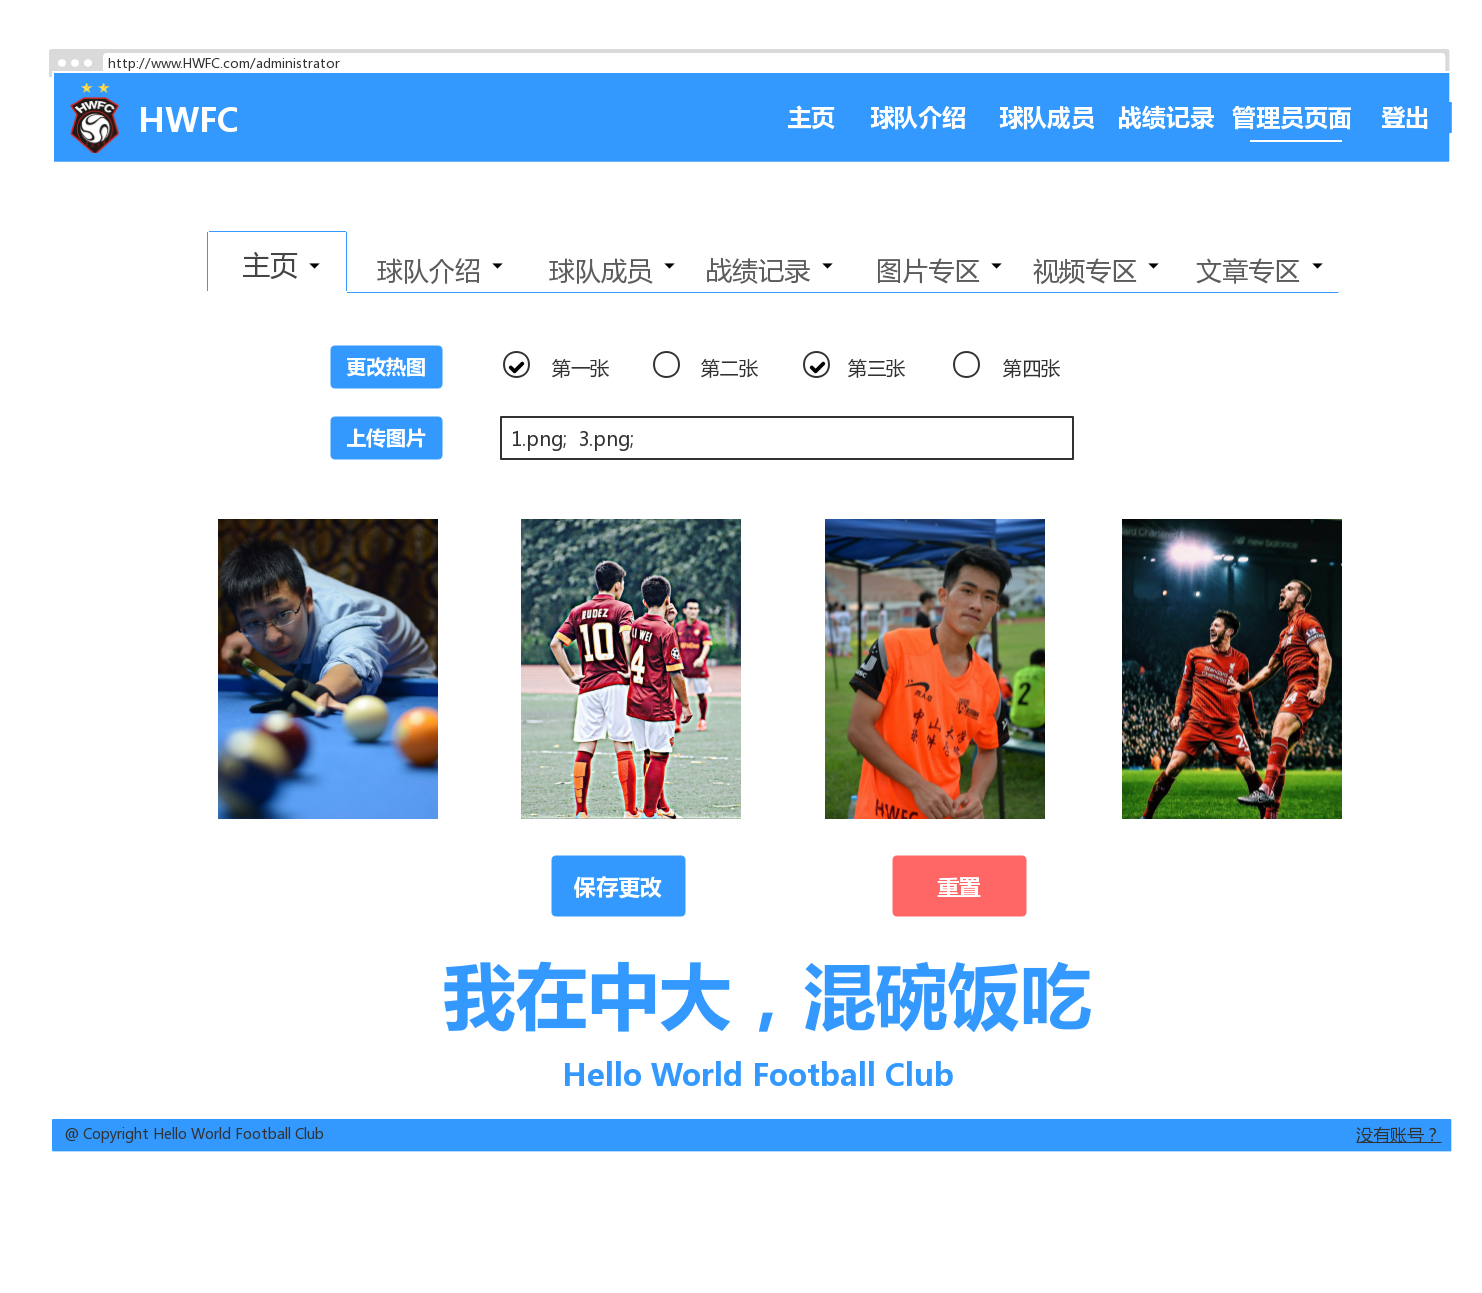 http://www.HWFC.com/administrator
HWFC
HWFC 主页 球队介绍 球队成员 战绩记录 管理员页面 登出
主页 球队介绍 球队成员 战绩记录 图片专区 视频专区 文章专区
更改热图 第一张 第二张 第三张 第四张
上传图片 1.png; 3.png;
RUDEZ
10
LI WEI
4
2
中山大学
HWFC
new balance
Standard Chartered
保存更改 重置
我在中大，混碗饭吃
Hello World Football Club
@ Copyright Hello World Football Club 没有账号？